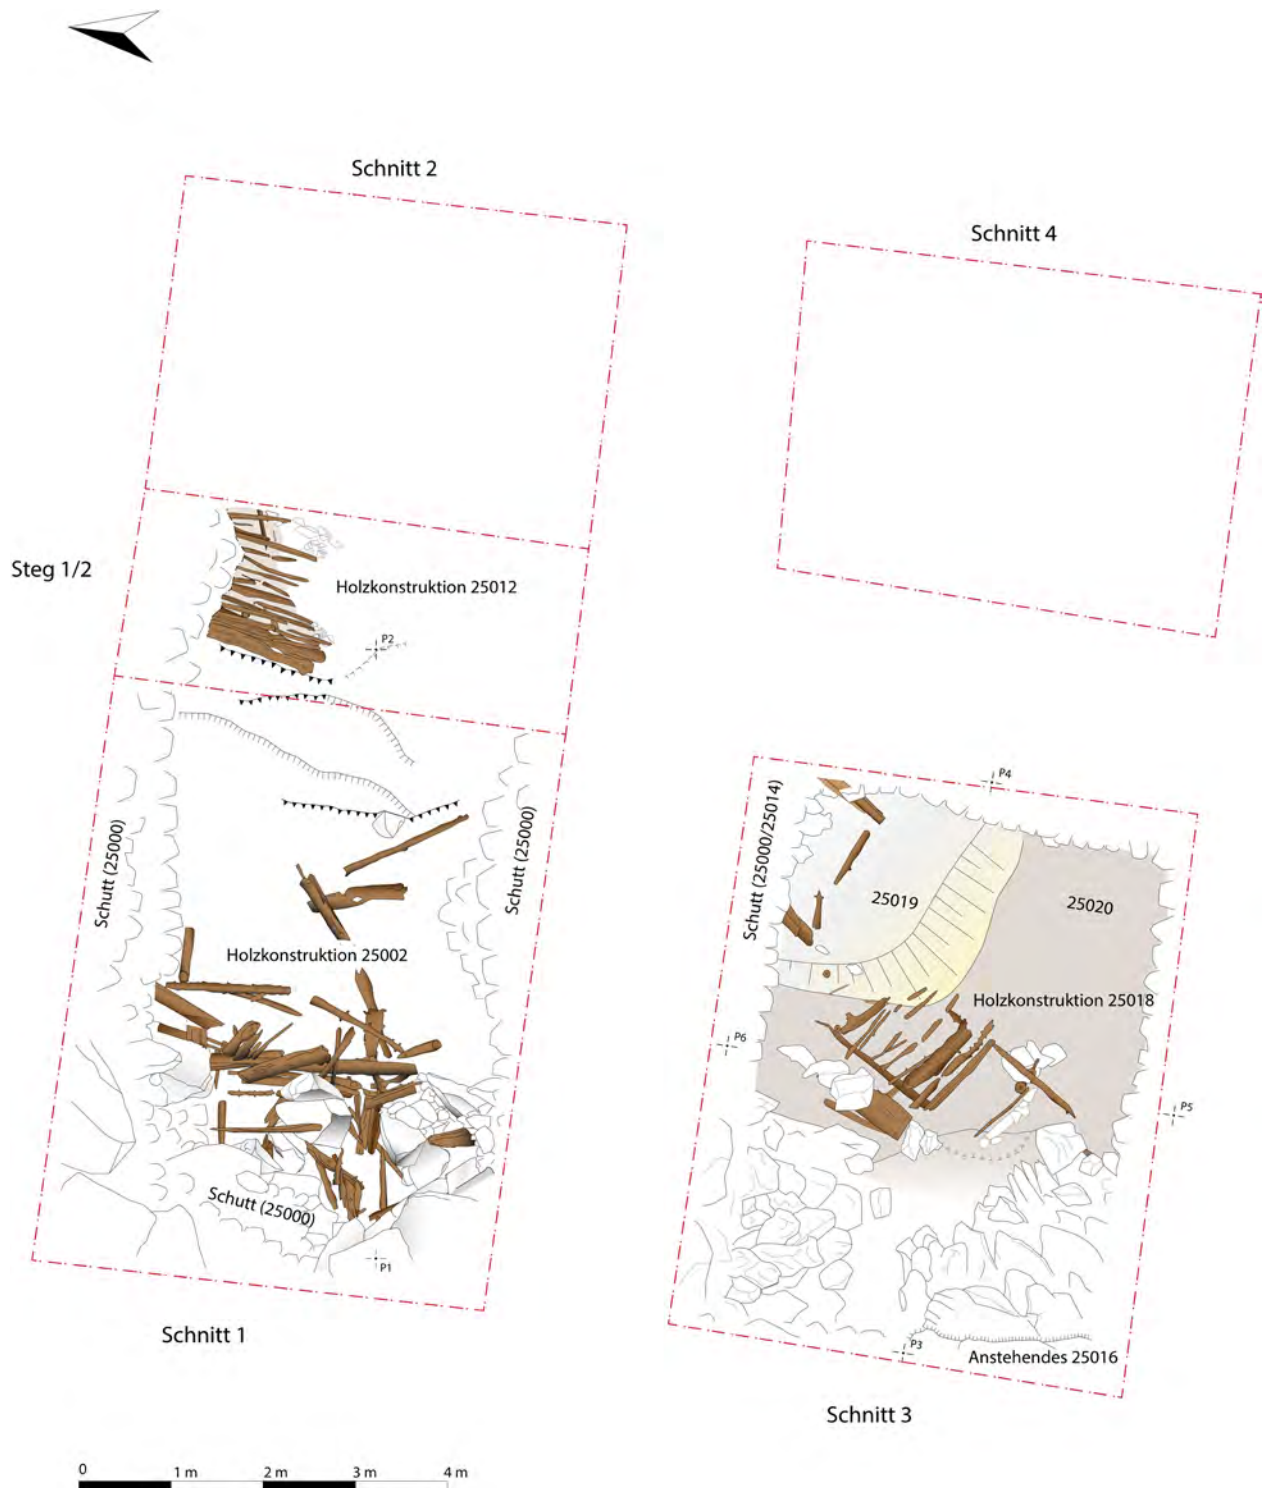 Schnitt 2
Schnitt 4
Steg 1/2
Holzkonstruktion 25012
P2
Schutt (25000)
Schutt (25000)
Holzkonstruktion 25002
Schutt (25000)
P1
Schnitt 1
P4
Schutt (25000/25014)
25019
25020
Holzkonstruktion 25018
P6
P5
P3
Anstehendes 25016
Schnitt 3
0 1 m 2 m 3 m 4 m